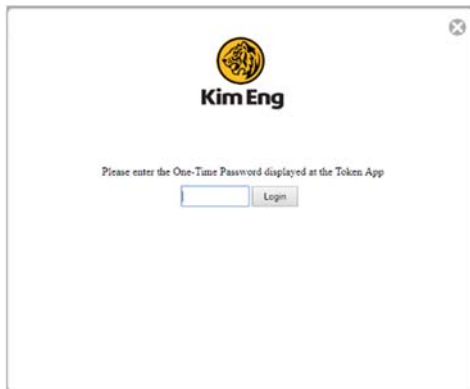 Kim Eng
Please enter the One-Time Password displayed at the Token App
Login